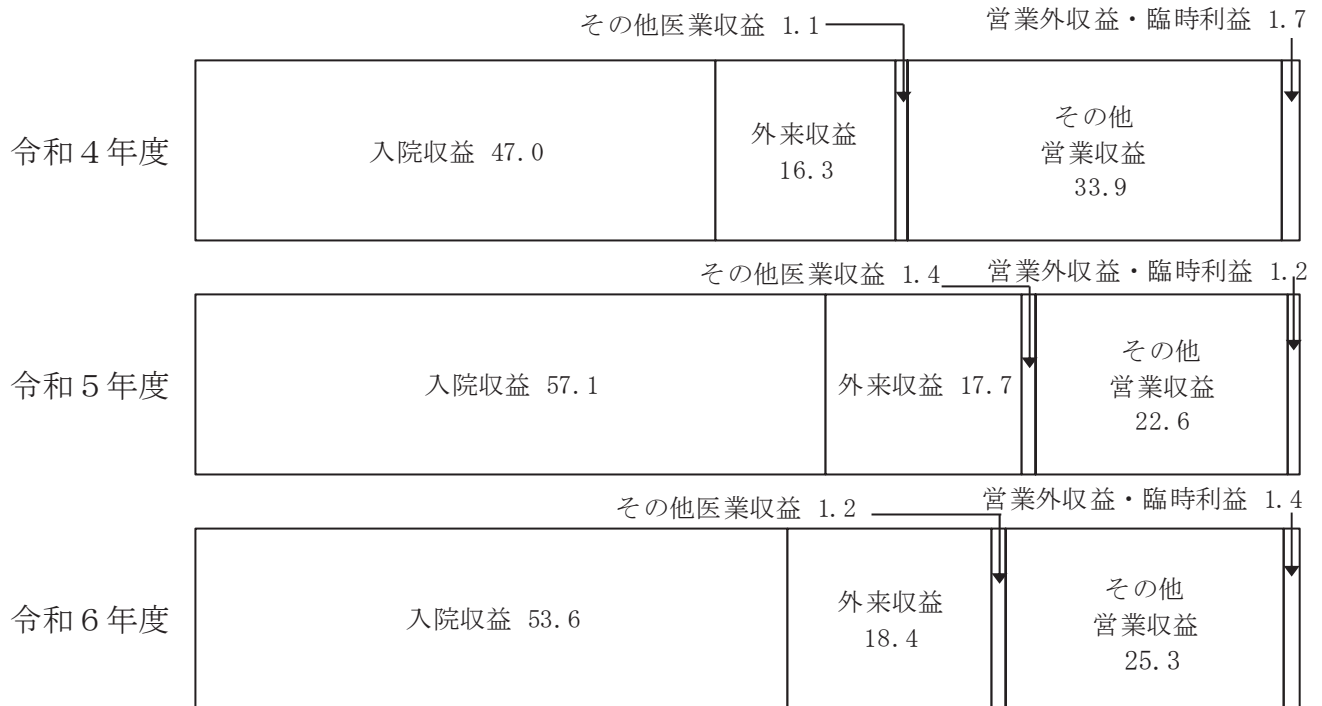 その他医業収益 1.1
営業外収益・臨時利益 1.7
令和４年度
入院収益 47.0
外来収益
16.3
その他
営業収益
33.9
その他医業収益 1.4
営業外収益・臨時利益 1.2
令和５年度
入院収益 57.1
外来収益 17.7
その他
営業収益
22.6
その他医業収益 1.2
営業外収益・臨時利益 1.4
令和６年度
入院収益 53.6
外来収益
18.4
その他
営業収益
25.3